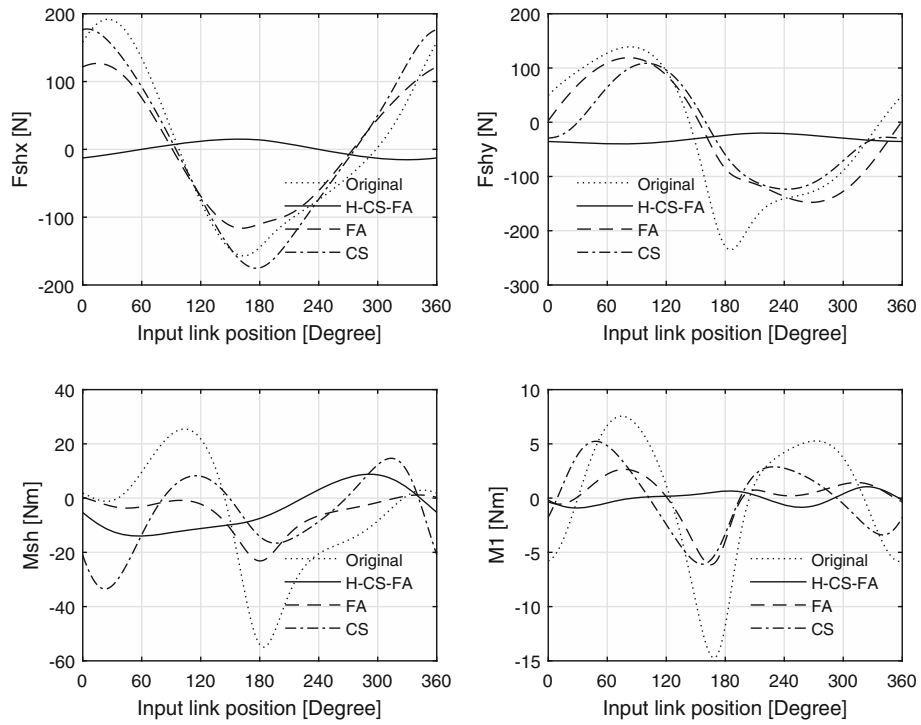 200
100
0
-100
-200
Fshx [N]
Original
H-CS-FA
FA
CS
0 60 120 180 240 300 360
Input link position [Degree]
200
100
0
-100
-200
-300
Fshy [N]
Original
H-CS-FA
FA
CS
0 60 120 180 240 300 360
Input link position [Degree]
40
20
0
-20
-40
-60
Msh [Nm]
Original
H-CS-FA
FA
CS
0 60 120 180 240 300 360
Input link position [Degree]
10
5
0
-5
-10
-15
M1 [Nm]
Original
H-CS-FA
FA
CS
0 60 120 180 240 300 360
Input link position [Degree]